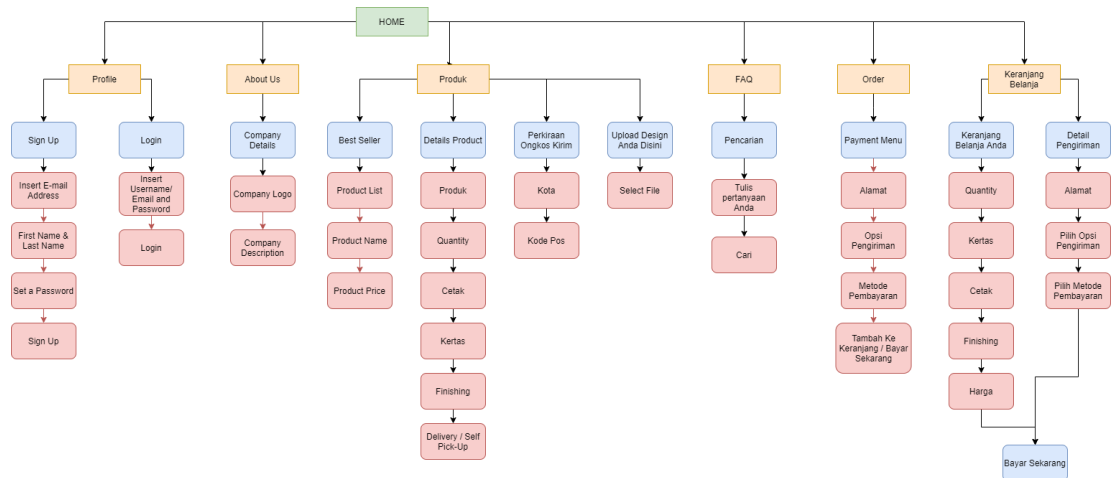 HOME
Profile
About Us
Produk
FAQ
Order
Keranjang
Belanja
Sign Up
Login
Company
Details
Best Seller
Details Product
Perkiraan
Ongkos Kirim
Upload Design
Anda Disini
Pencarian
Payment Menu
Keranjang
Belanja Anda
Detail
Pengiriman
Insert E-mail
Address
Insert
Username/
Email and
Password
Company Logo
Product List
Produk
Kota
Select File
Tulis
pertanyaan
Anda
Alamat
Quantity
Alamat
First Name &
Last Name
Login
Company
Description
Product Name
Quantity
Kode Pos
Cari
Opsi
Pengiriman
Kertas
Pilih Opsi
Pengiriman
Set a Password
Product Price
Cetak
Metode
Pembayaran
Cetak
Pilih Metode
Pembayaran
Sign Up
Kertas
Tambah Ke
Keranjang / Bayar
Sekarang
Finishing
Finishing
Harga
Delivery / Self
Pick-Up
Bayar Sekarang